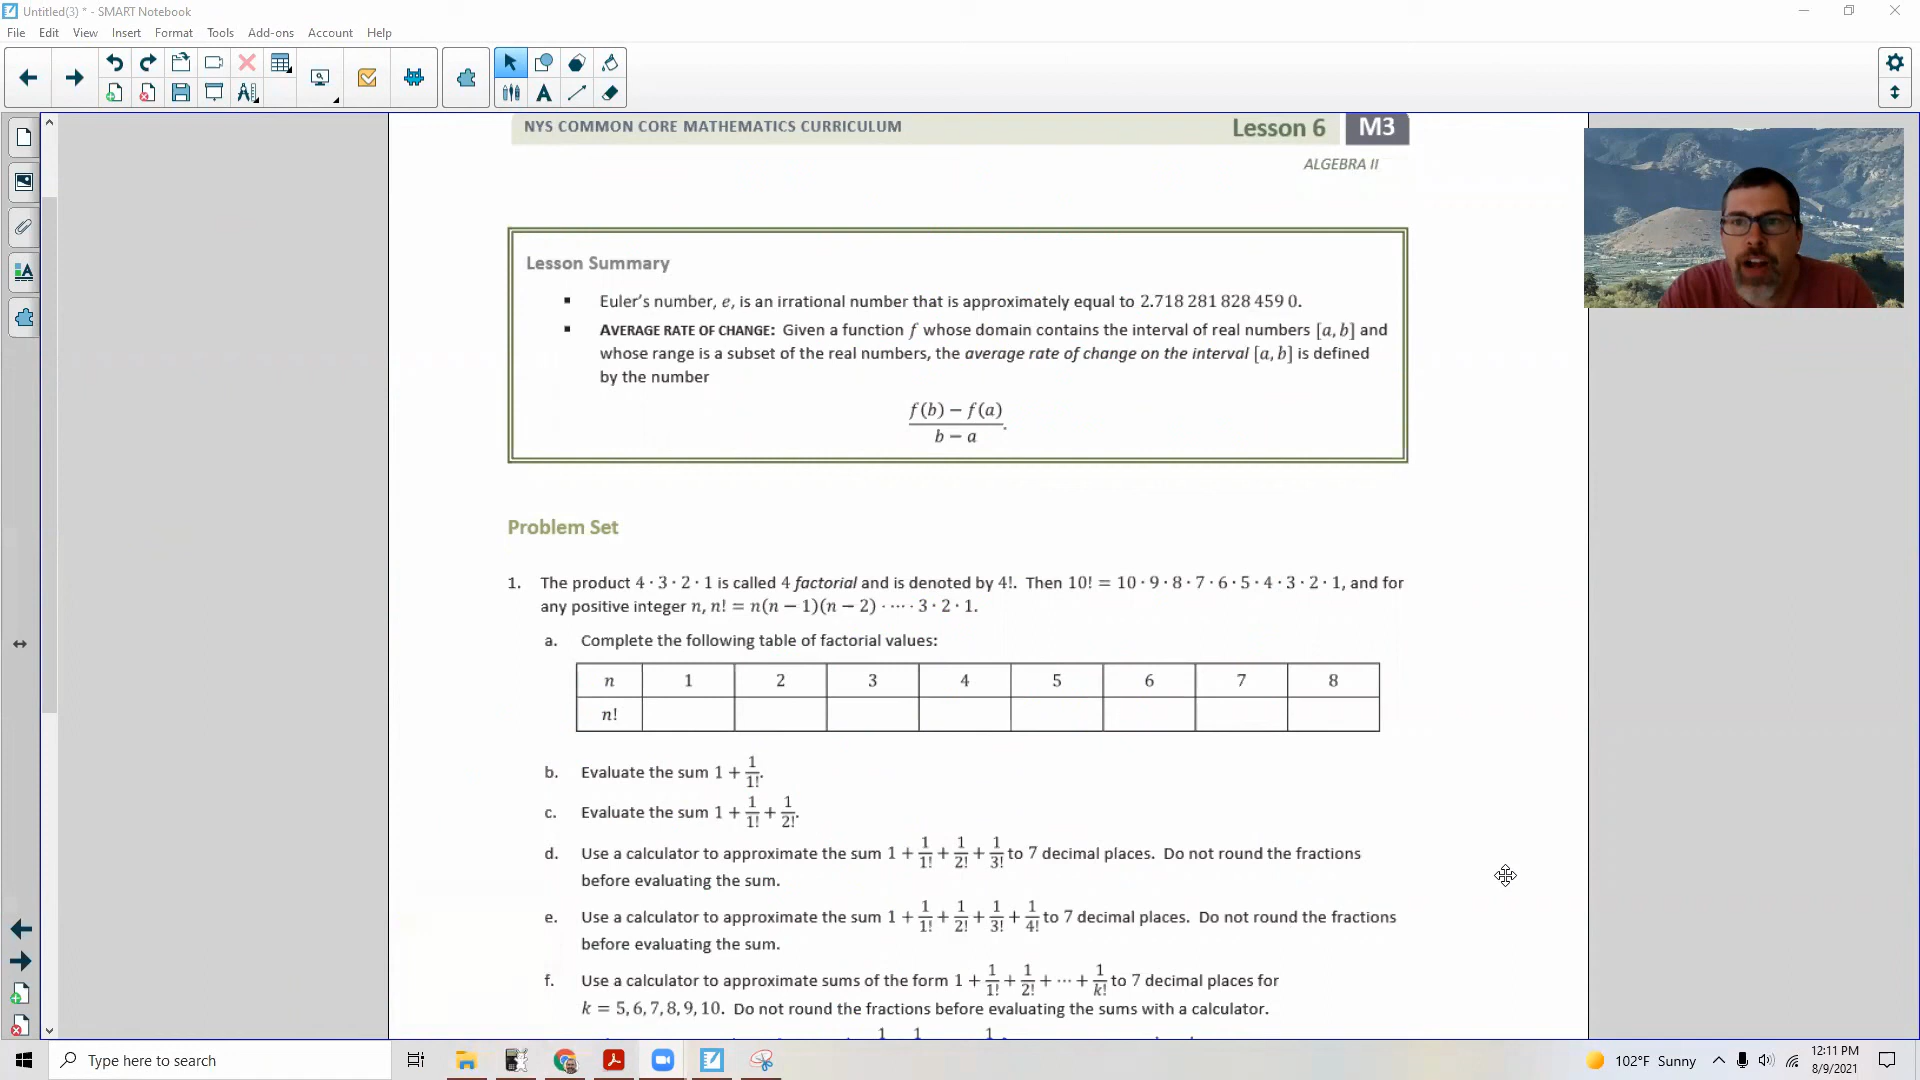 Untitled(3) * - SMART Notebook
File Edit View Insert Format Tools Add-ons Account Help
NYS COMMON CORE MATHEMATICS CURRICULUM Lesson 6 M3
ALGEBRA II
Lesson Summary
▪ Euler's number, e, is an irrational number that is approximately equal to 2.718 281 828 459 0.
▪ AVERAGE RATE OF CHANGE: Given a function f whose domain contains the interval of real numbers [a, b] and
whose range is a subset of the real numbers, the average rate of change on the interval [a, b] is defined
by the number
f(b) − f(a)
b − a.
Problem Set
1. The product 4 · 3 · 2 · 1 is called 4 factorial and is denoted by 4!. Then 10! = 10 · 9 · 8 · 7 · 6 · 5 · 4 · 3 · 2 · 1, and for
any positive integer n, n! = n(n − 1)(n − 2) · ··· · 3 · 2 · 1.
a. Complete the following table of factorial values:
n 1 2 3 4 5 6 7 8
n!
b. Evaluate the sum 1 + 1/1!.
c. Evaluate the sum 1 + 1/1! + 1/2!.
d. Use a calculator to approximate the sum 1 + 1/1! + 1/2! + 1/3! to 7 decimal places. Do not round the fractions
before evaluating the sum.
e. Use a calculator to approximate the sum 1 + 1/1! + 1/2! + 1/3! + 1/4! to 7 decimal places. Do not round the fractions
before evaluating the sum.
f. Use a calculator to approximate sums of the form 1 + 1/1! + 1/2! + ··· + 1/k! to 7 decimal places for
k = 5, 6, 7, 8, 9, 10. Do not round the fractions before evaluating the sums with a calculator.
Type here to search
102°F Sunny
12:11 PM
8/9/2021